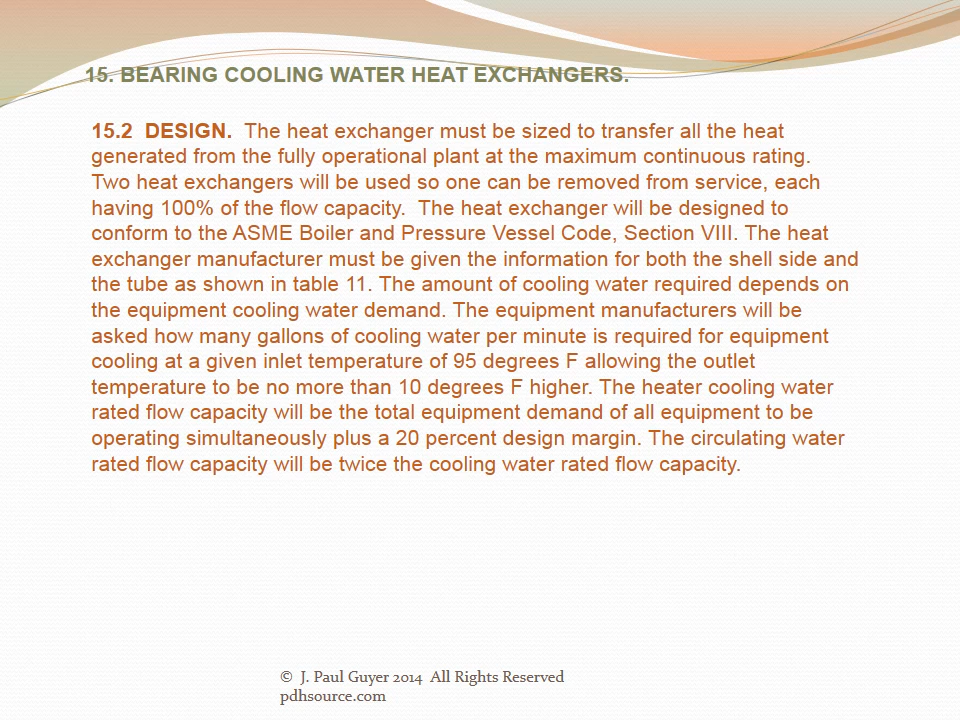 15. BEARING COOLING WATER HEAT EXCHANGERS.
15.2  DESIGN.  The heat exchanger must be sized to transfer all the heat
generated from the fully operational plant at the maximum continuous rating.
Two heat exchangers will be used so one can be removed from service, each
having 100% of the flow capacity.  The heat exchanger will be designed to
conform to the ASME Boiler and Pressure Vessel Code, Section VIII. The heat
exchanger manufacturer must be given the information for both the shell side and
the tube as shown in table 11. The amount of cooling water required depends on
the equipment cooling water demand. The equipment manufacturers will be
asked how many gallons of cooling water per minute is required for equipment
cooling at a given inlet temperature of 95 degrees F allowing the outlet
temperature to be no more than 10 degrees F higher. The heater cooling water
rated flow capacity will be the total equipment demand of all equipment to be
operating simultaneously plus a 20 percent design margin. The circulating water
rated flow capacity will be twice the cooling water rated flow capacity.
©  J. Paul Guyer 2014  All Rights Reserved
pdhsource.com